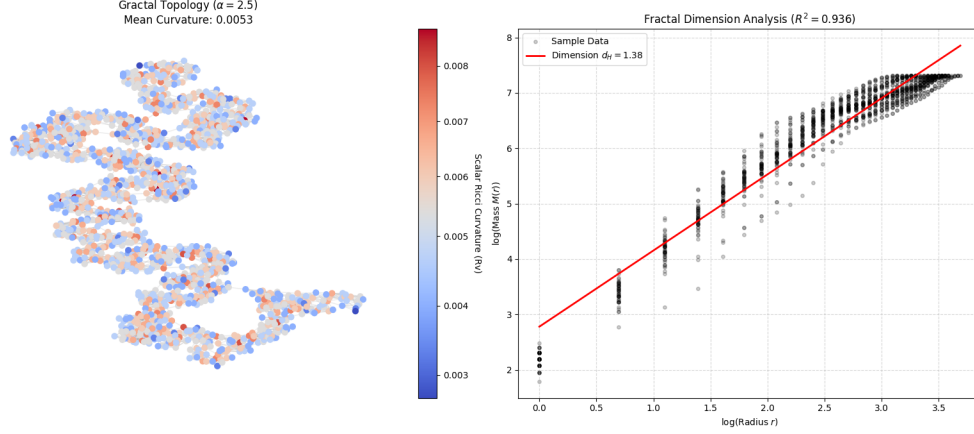 Gractal Topology (α = 2.5)
Mean Curvature: 0.0053
0.008
0.007
0.006
0.005
0.004
0.003
Scalar Ricci Curvature (Rv)
Fractal Dimension Analysis (R² = 0.936)
Sample Data
Dimension d_H = 1.38
7
6
5
4
3
2
log(Mass M(r))
0.0 0.5 1.0 1.5 2.0 2.5 3.0 3.5
log(Radius r)